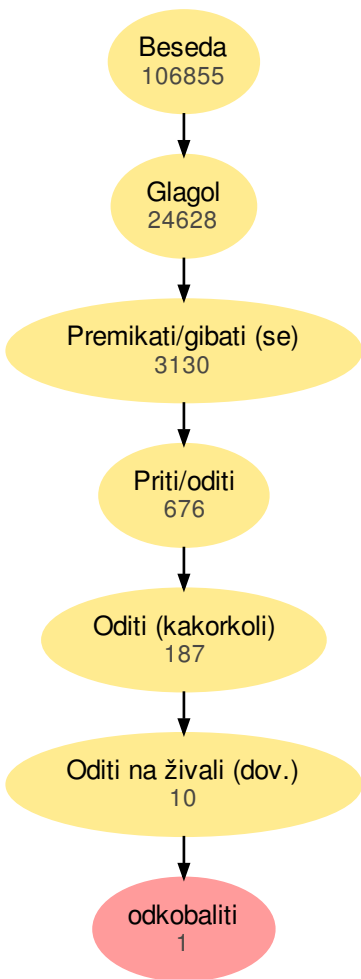 Beseda
106855
Glagol
24628
Premikati/gibati (se)
3130
Priti/oditi
676
Oditi (kakorkoli)
187
Oditi na živali (dov.)
10
odkobaliti
1